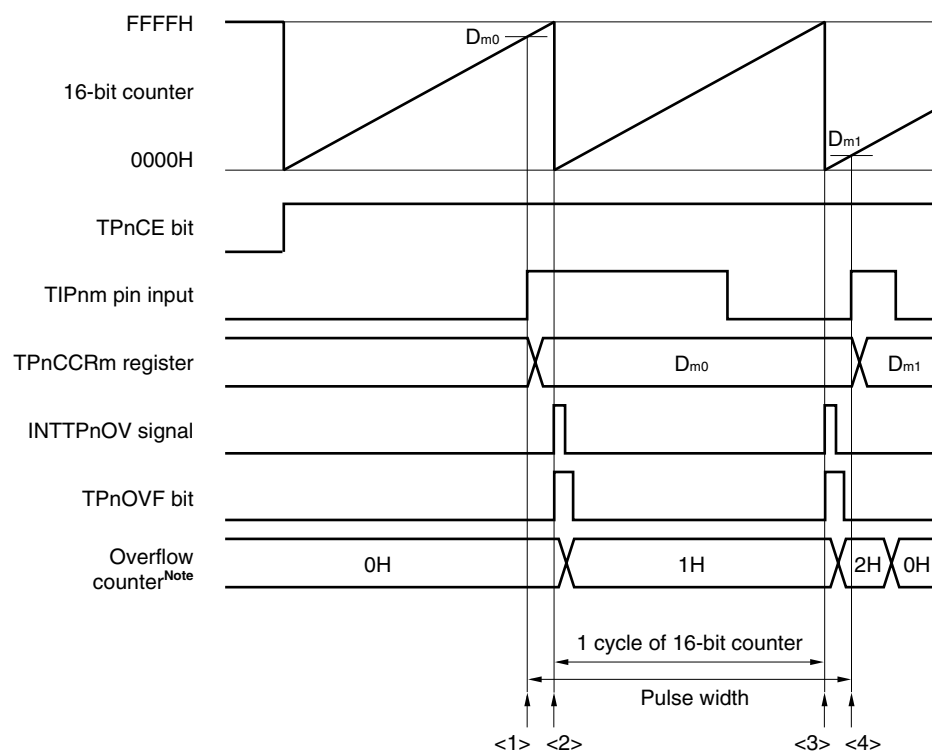 FFFFH
Dm0
16-bit counter
0000H
Dm1
TPnCE bit
TIPnm pin input
TPnCCRm register
Dm0
Dm1
INTTPnOV signal
TPnOVF bit
Overflow
counterNote
0H
1H
2H
0H
1 cycle of 16-bit counter
Pulse width
<1> <2> <3> <4>